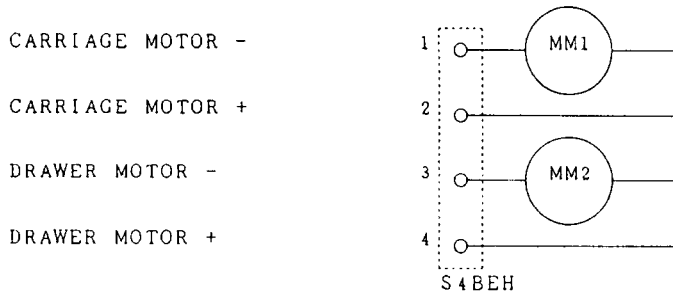 CARRIAGE MOTOR - 1 MM1
CARRIAGE MOTOR + 2
DRAWER MOTOR - 3 MM2
DRAWER MOTOR + 4
S4BEH